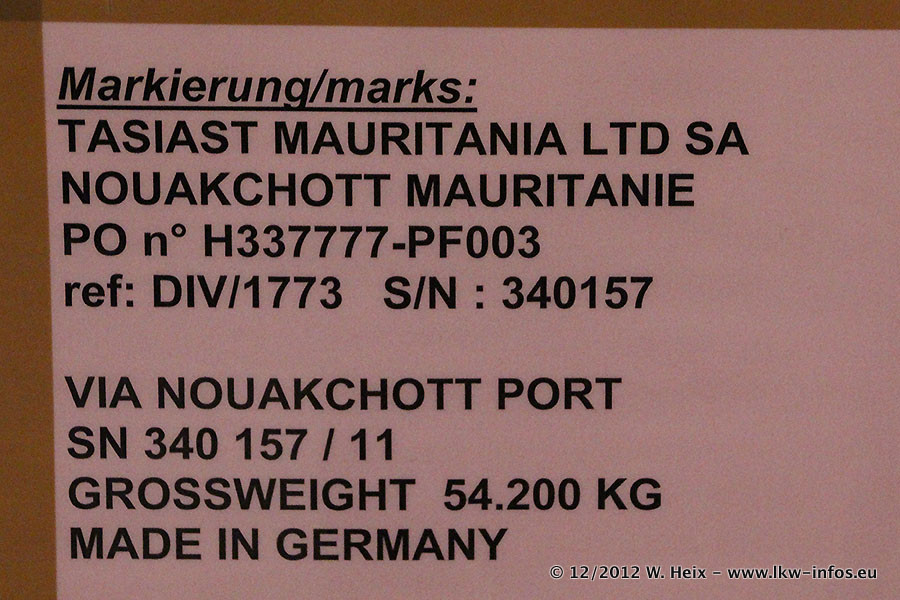 Markierung/marks:
TASIAST MAURITANIA LTD SA
NOUAKCHOTT MAURITANIE
PO n° H337777-PF003
ref: DIV/1773 S/N : 340157
VIA NOUAKCHOTT PORT
SN 340 157 / 11
GROSSWEIGHT 54.200 KG
MADE IN GERMANY
© 12/2012 W. Heix - www.lkw-infos.eu